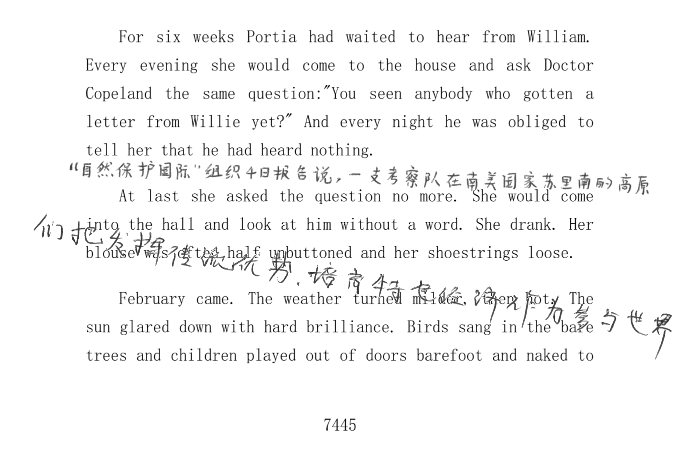 For six weeks Portia had waited to hear from William.
Every evening she would come to the house and ask Doctor
Copeland the same question:"You seen anybody who gotten a
letter from Willie yet?" And every night he was obliged to
tell her that he had heard nothing.
“自然保护国际”组织4日报告说，一支考察队在南美国家苏里南的高原
At last she asked the question no more. She would come
into the hall and look at him without a word. She drank. Her
blouse was often half unbuttoned and her shoestrings loose.
们把发挥传统优势、培育特色经济作为参与世界
February came. The weather turned milder, then hot. The
sun glared down with hard brilliance. Birds sang in the bare
trees and children played out of doors barefoot and naked to
7445